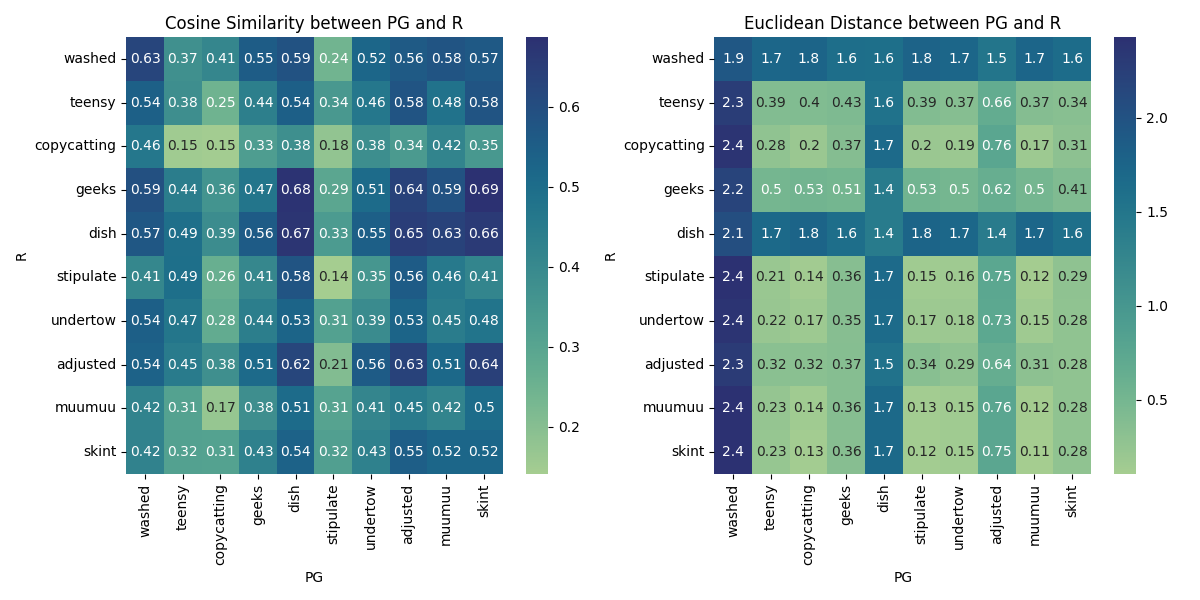 Cosine Similarity between PG and R
washed 0.63 0.37 0.41 0.55 0.59 0.24 0.52 0.56 0.58 0.57
teensy 0.54 0.38 0.25 0.44 0.54 0.34 0.46 0.58 0.48 0.58
copycatting 0.46 0.15 0.15 0.33 0.38 0.18 0.38 0.34 0.42 0.35
geeks 0.59 0.44 0.36 0.47 0.68 0.29 0.51 0.64 0.59 0.69
dish 0.57 0.49 0.39 0.56 0.67 0.33 0.55 0.65 0.63 0.66
stipulate 0.41 0.49 0.26 0.41 0.58 0.14 0.35 0.56 0.46 0.41
undertow 0.54 0.47 0.28 0.44 0.53 0.31 0.39 0.53 0.45 0.48
adjusted 0.54 0.45 0.38 0.51 0.62 0.21 0.56 0.63 0.51 0.64
muumuu 0.42 0.31 0.17 0.38 0.51 0.31 0.41 0.45 0.42 0.5
skint 0.42 0.32 0.31 0.43 0.54 0.32 0.43 0.55 0.52 0.52
R
washed teensy copycatting geeks dish stipulate undertow adjusted muumuu skint
PG
0.6
0.5
0.4
0.3
0.2
Euclidean Distance between PG and R
washed 1.9 1.7 1.8 1.6 1.6 1.8 1.7 1.5 1.7 1.6
teensy 2.3 0.39 0.4 0.43 1.6 0.39 0.37 0.66 0.37 0.34
copycatting 2.4 0.28 0.2 0.37 1.7 0.2 0.19 0.76 0.17 0.31
geeks 2.2 0.5 0.53 0.51 1.4 0.53 0.5 0.62 0.5 0.41
dish 2.1 1.7 1.8 1.6 1.4 1.8 1.7 1.4 1.7 1.6
stipulate 2.4 0.21 0.14 0.36 1.7 0.15 0.16 0.75 0.12 0.29
undertow 2.4 0.22 0.17 0.35 1.7 0.17 0.18 0.73 0.15 0.28
adjusted 2.3 0.32 0.32 0.37 1.5 0.34 0.29 0.64 0.31 0.28
muumuu 2.4 0.23 0.14 0.36 1.7 0.13 0.15 0.76 0.12 0.28
skint 2.4 0.23 0.13 0.36 1.7 0.12 0.15 0.75 0.11 0.28
R
washed teensy copycatting geeks dish stipulate undertow adjusted muumuu skint
PG
2.0
1.5
1.0
0.5